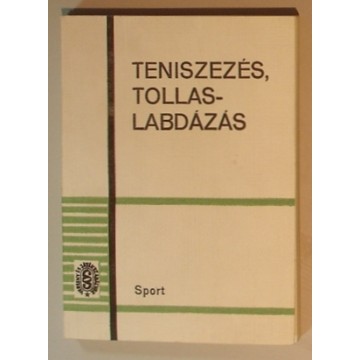 TENISZEZÉS,
TOLLAS-
LABDÁZÁS
Sport